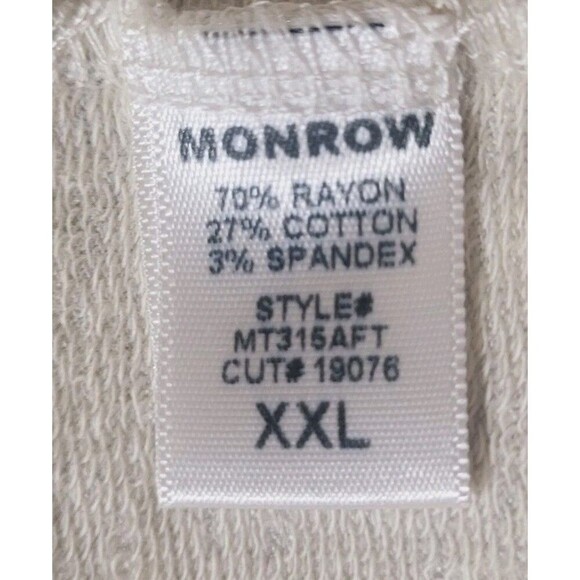 MONROW
70% RAYON
27% COTTON
3% SPANDEX
STYLE#
MT315AFT
CUT# 19076
XXL